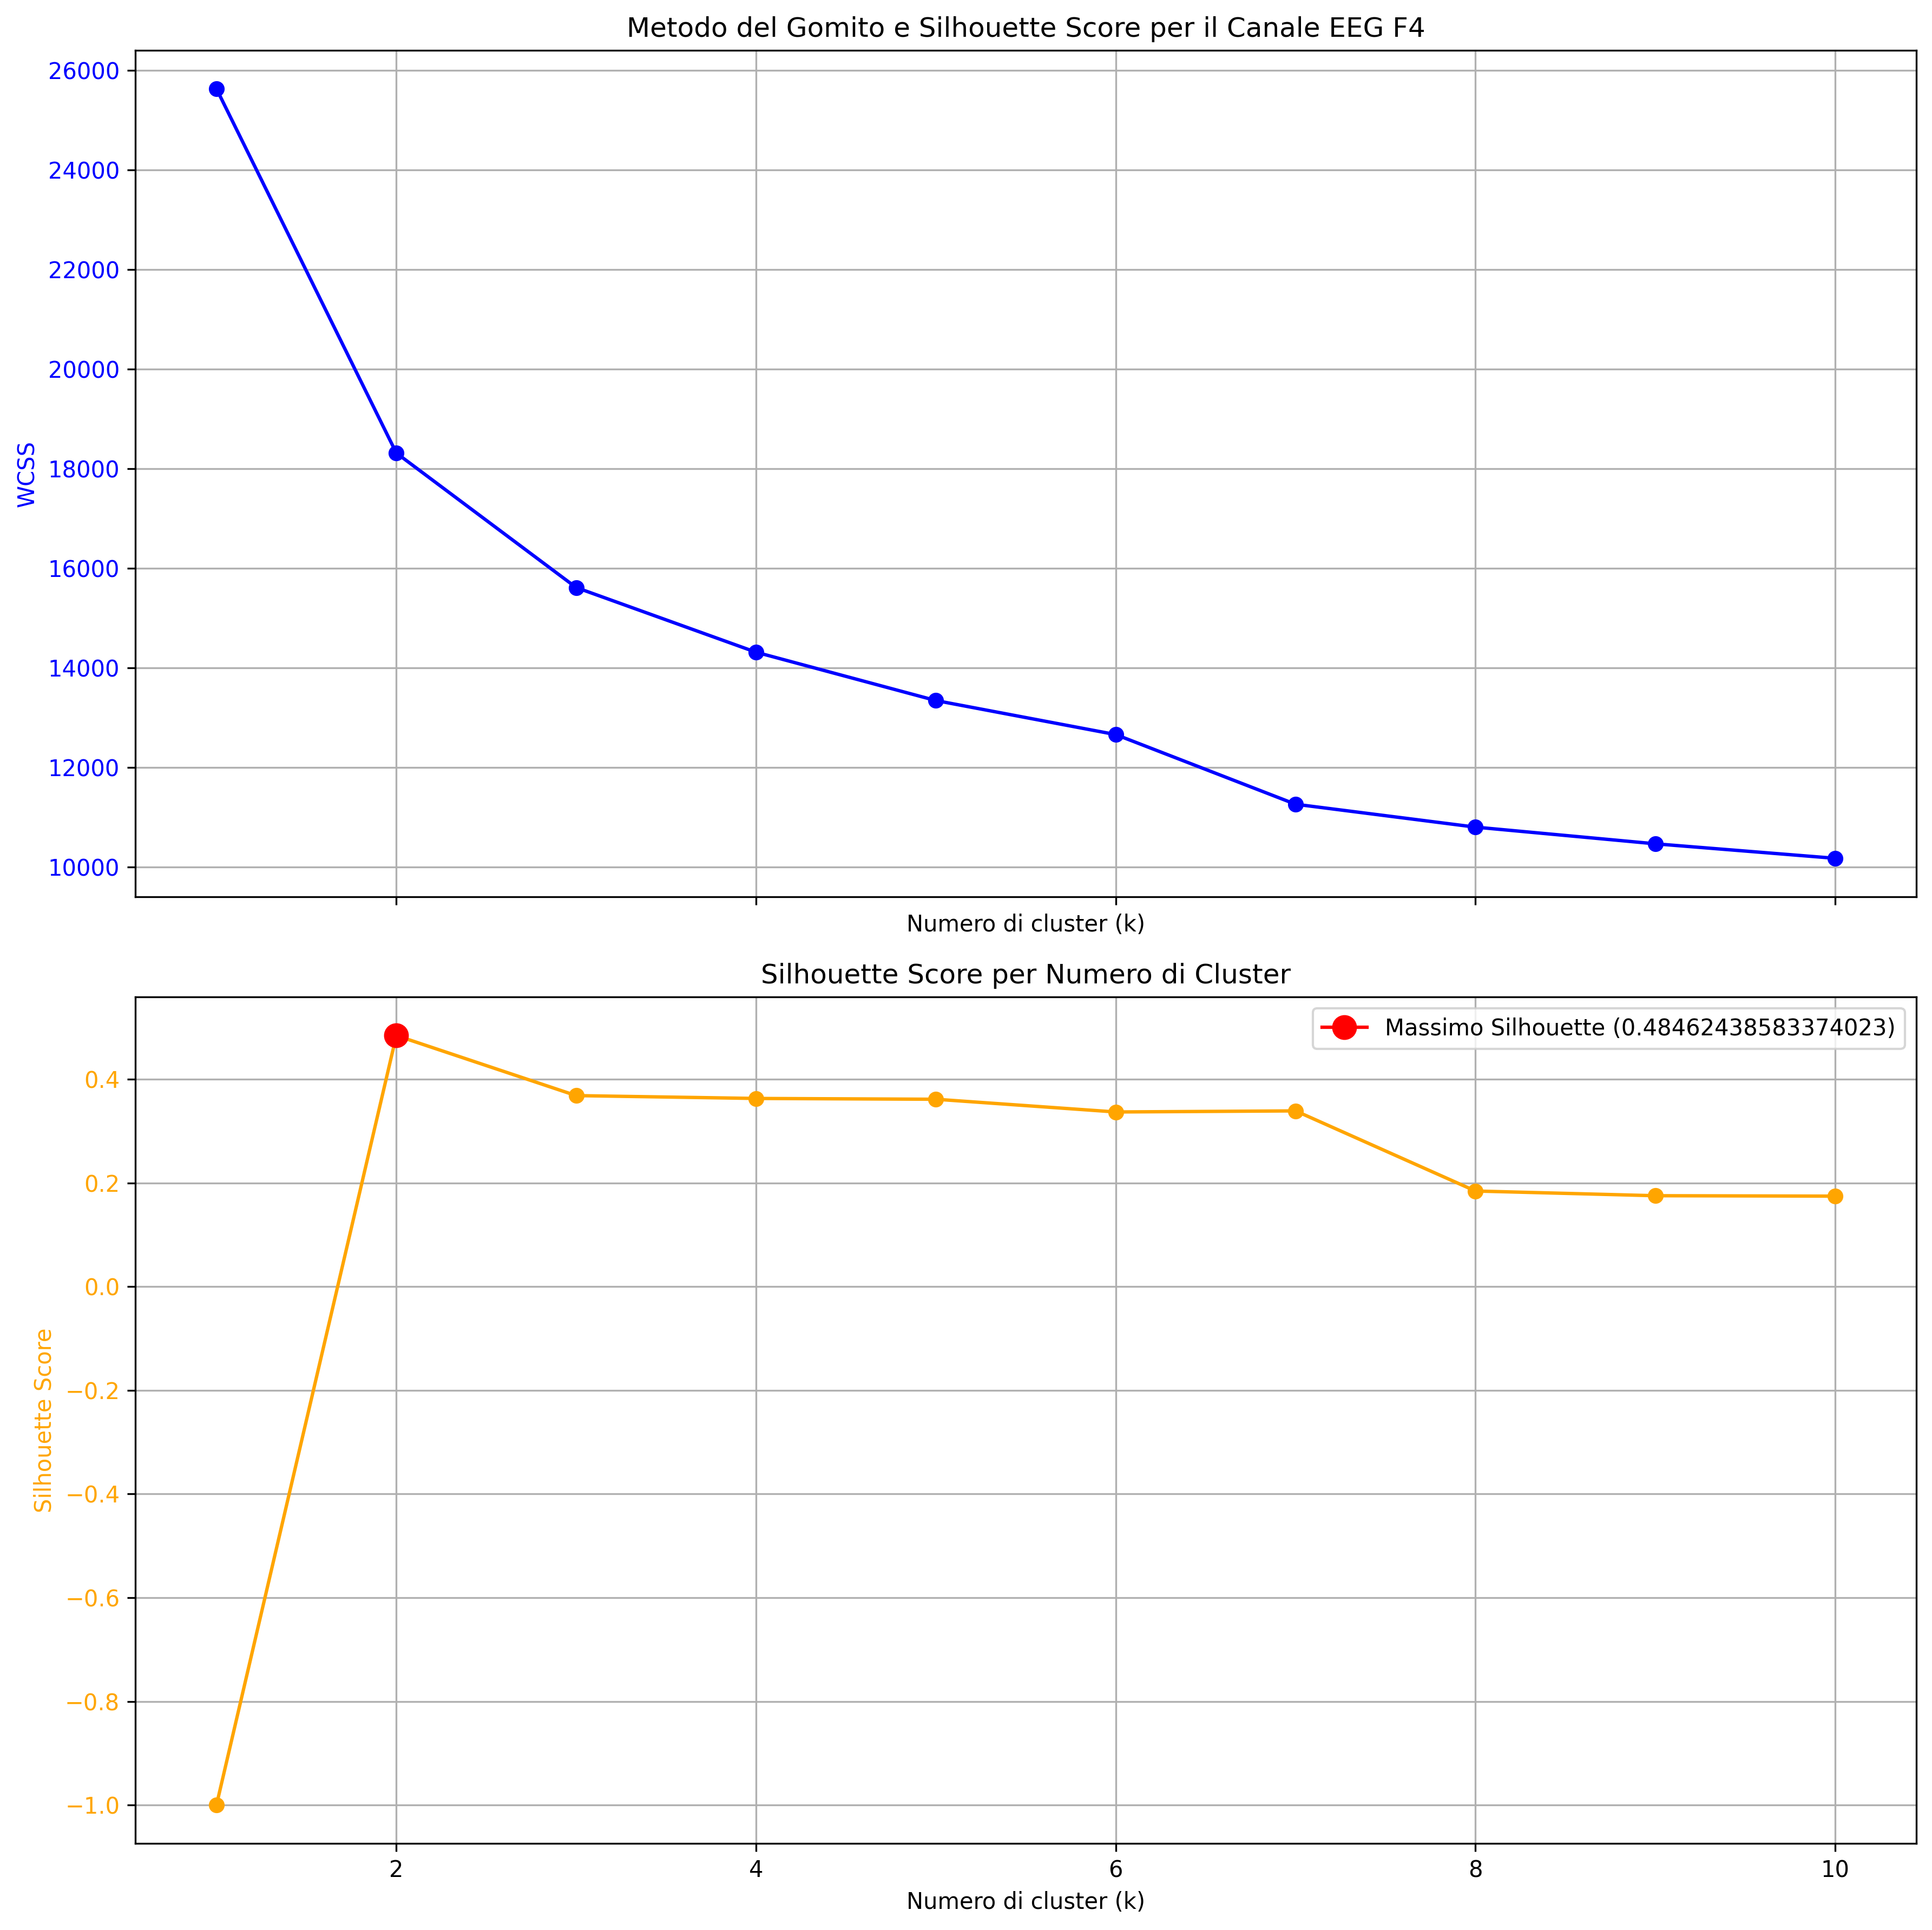 Metodo del Gomito e Silhouette Score per il Canale EEG F4
26000
24000
22000
20000
18000
16000
14000
12000
10000
WCSS
Numero di cluster (k)
Silhouette Score per Numero di Cluster
Massimo Silhouette (0.48462438583374023)
0.4
0.2
0.0
−0.2
−0.4
−0.6
−0.8
−1.0
Silhouette Score
2 4 6 8 10
Numero di cluster (k)